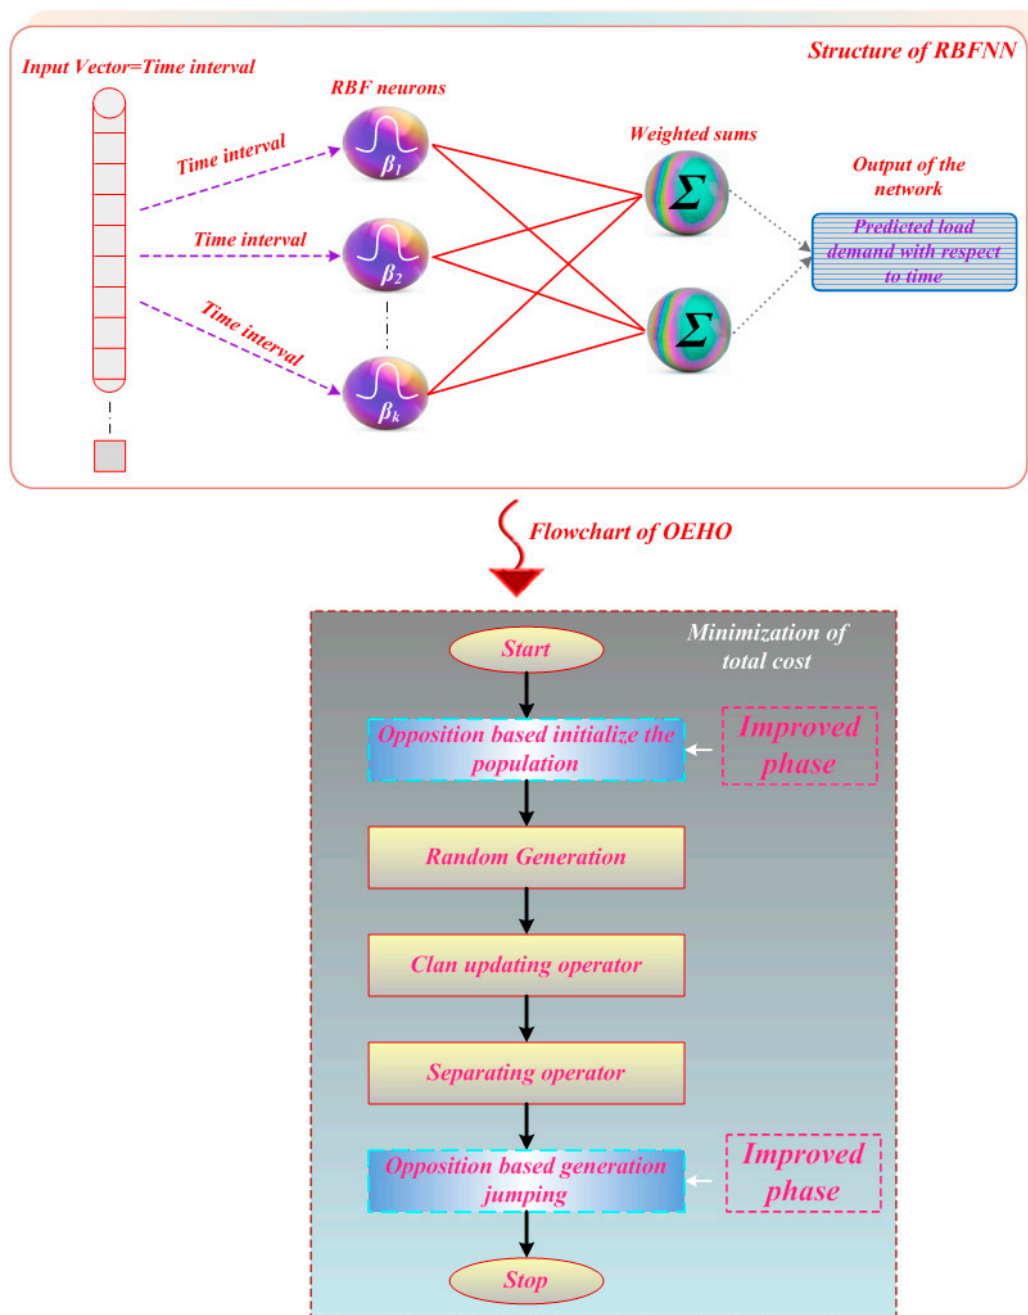 Structure of RBFNN
Input Vector=Time interval
RBF neurons
Time interval
β1
Weighted sums
Σ
Output of the
network
Time interval
β2
Predicted load
demand with respect
to time
Time interval
Σ
βk
Flowchart of OEHO
Minimization of
total cost
Start
Opposition based initialize the
population
Improved
phase
Random Generation
Clan updating operator
Separating operator
Opposition based generation
jumping
Improved
phase
Stop